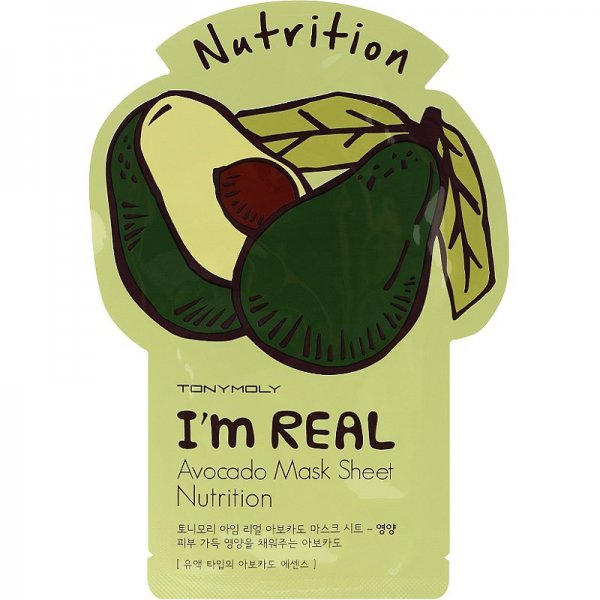 Nutrition
TONYMOLY
I'm REAL
Avocado Mask Sheet
Nutrition
토니모리 아임 리얼 아보카도 마스크 시트 - 영양
피부 가득 영양을 채워주는 아보카도
[ 유액 타입의 아보카도 에센스 ]